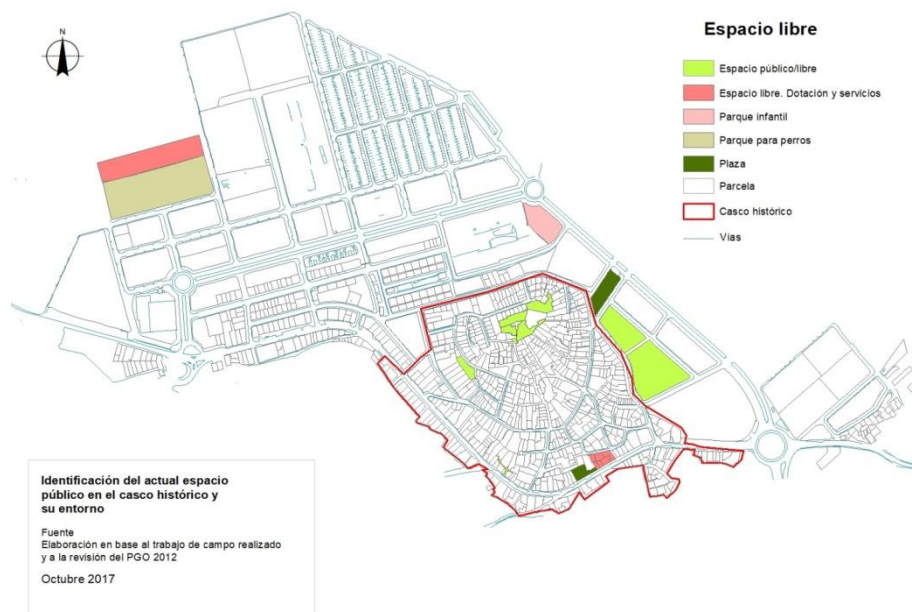 N
Espacio libre
Espacio público/libre
Espacio libre. Dotación y servicios
Parque infantil
Parque para perros
Plaza
Parcela
Casco histórico
Vías
Identificación del actual espacio
público en el casco histórico y
su entorno
Fuente
Elaboración en base al trabajo de campo realizado
y a la revisión del PGO 2012
Octubre 2017